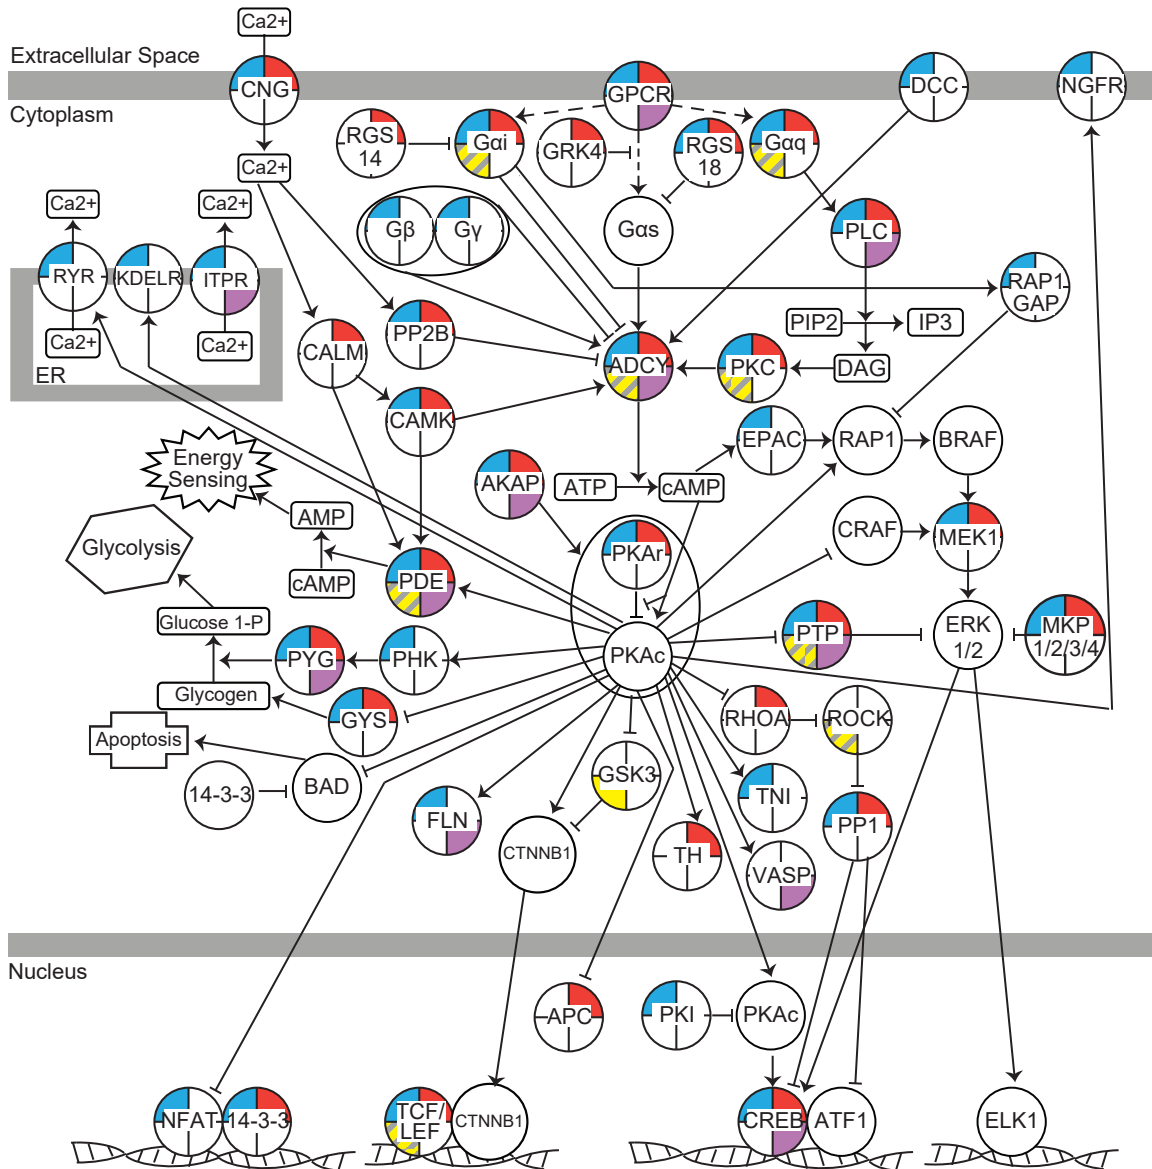 Ca2+
Extracellular Space
CNG
GPCR
DCC
NGFR
Cytoplasm
RGS
14
Gαi
GRK4
RGS
18
Gαq
Ca2+
Ca2+
Ca2+
Gβ
Gγ
Gαs
PLC
RYR
KDELR
ITPR
RAP1
GAP
PP2B
PIP2
IP3
Ca2+
Ca2+
CALM
ER
ADCY
PKC
DAG
CAMK
EPAC
RAP1
BRAF
Energy
Sensing
AKAP
ATP
cAMP
AMP
CRAF
MEK1
Glycolysis
PKAr
cAMP
PDE
Glucose 1-P
PTP
ERK
1/2
MKP
1/2/3/4
PYG
PHK
PKAc
Glycogen
GYS
RHOA
ROCK
Apoptosis
GSK3
14-3-3
BAD
TNI
FLN
PP1
CTNNB1
TH
VASP
Nucleus
APC
PKI
PKAc
NFAT
14-3-3
TCF/
LEF
CTNNB1
CREB
ATF1
ELK1